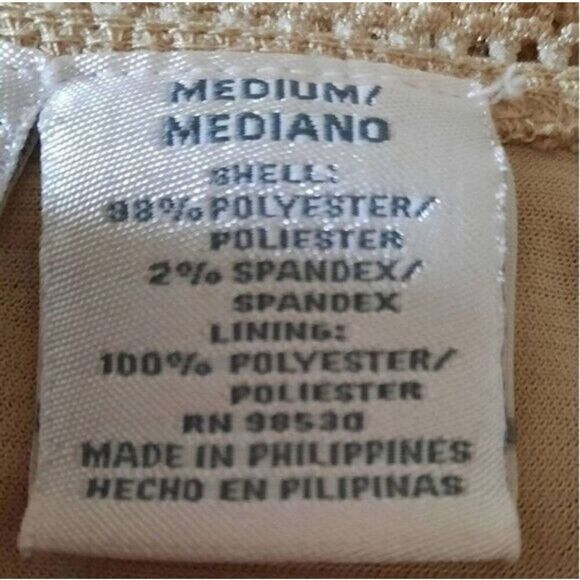 MEDIUM/
MEDIANO
SHELL:
98% POLYESTER/
POLIESTER
2% SPANDEX/
SPANDEX
LINING:
100% POLYESTER/
POLIESTER
RN 98530
MADE IN PHILIPPINES
HECHO EN PILIPINAS